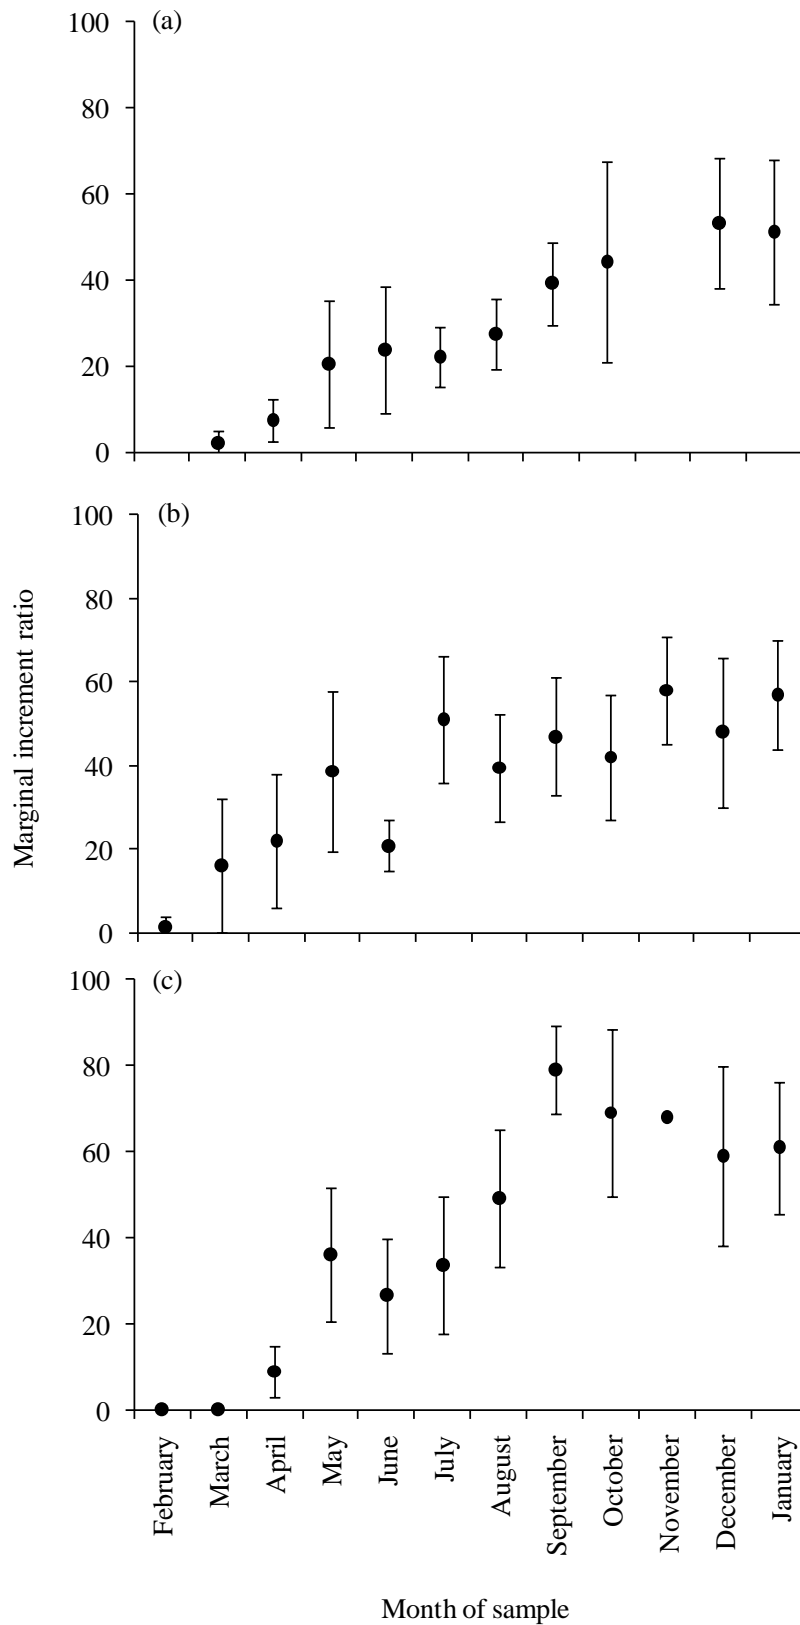 (a)
100
80
60
40
20
0
(b)
100
80
60
40
20
0
Marginal increment ratio
(c)
100
80
60
40
20
0
February
March
April
May
June
July
August
September
October
November
December
January
Month of sample